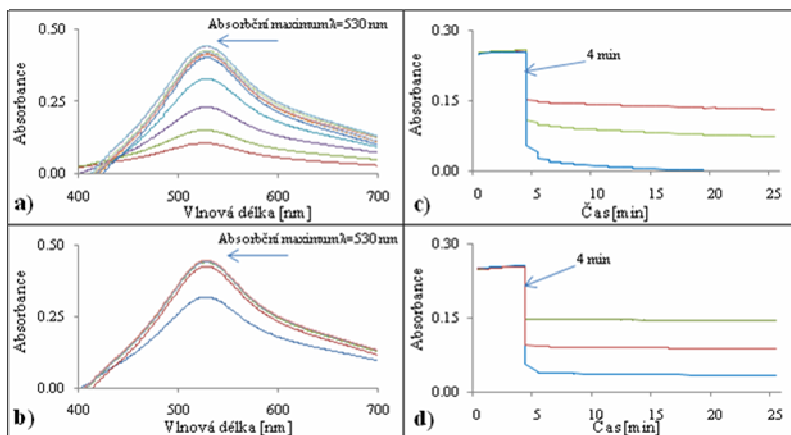 Absorbční maximum λ=530 nm
0.50
0.25
0.00
Absorbance
400
500
600
700
Vlnová délka [nm]
a)
0.30
0.15
0.00
Absorbance
4 min
0
5
10
15
20
25
Čas[min]
c)
Absorbční maximum λ=530 nm
0.50
0.25
0.00
Absorbance
400
500
600
700
Vlnová délka [nm]
b)
0.30
0.15
0.00
Absorbance
4 min
0
5
10
15
20
25
Čas[min]
d)